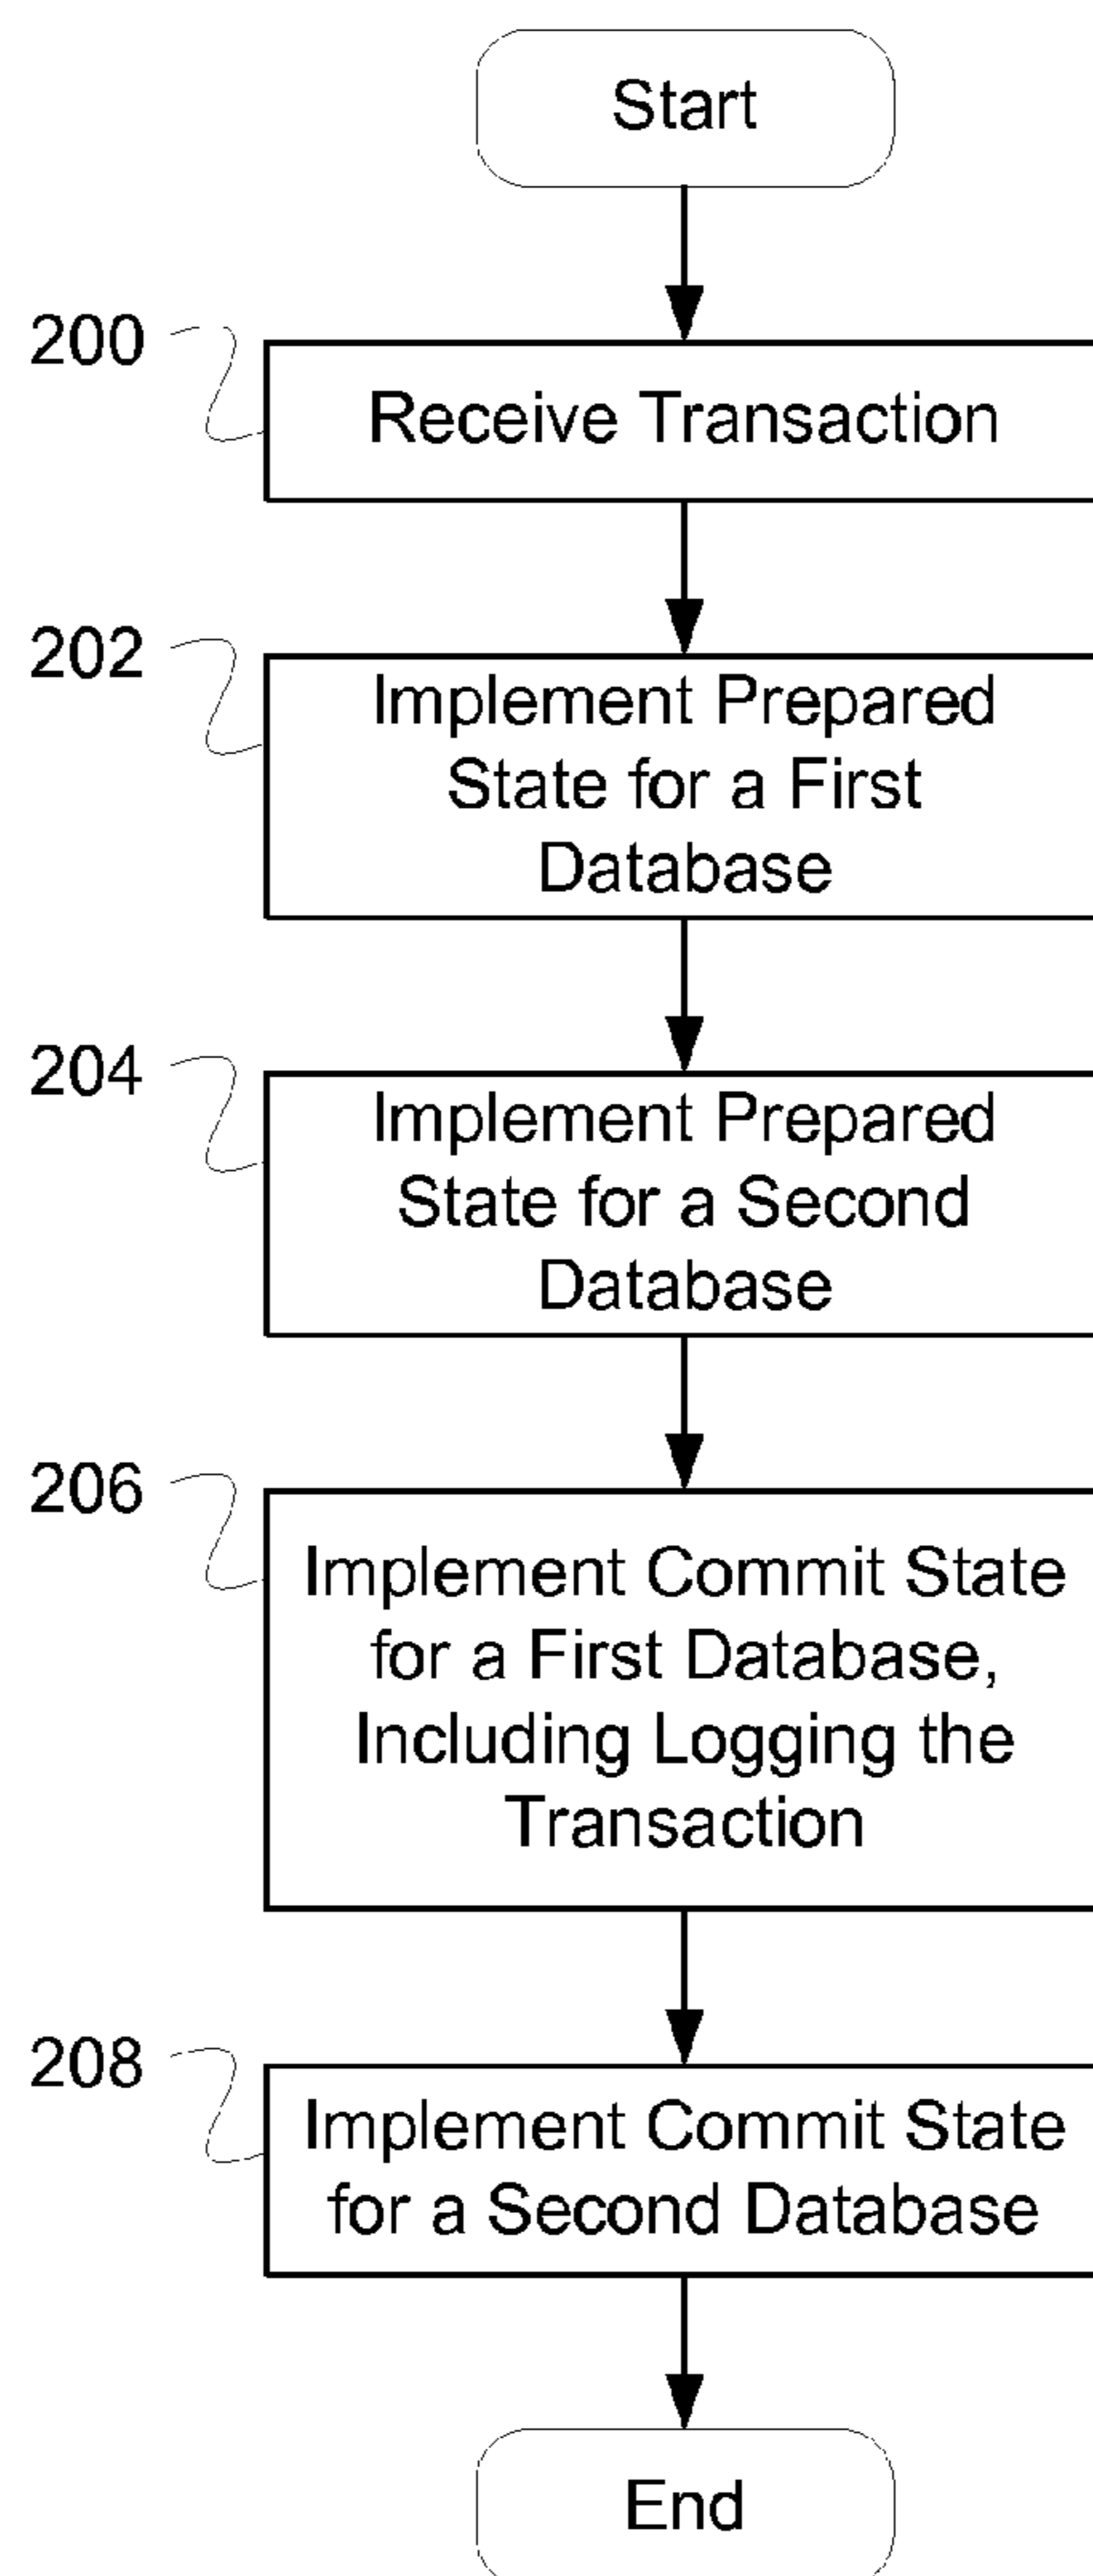 Start
200
Receive Transaction
202
Implement Prepared
State for a First
Database
204
Implement Prepared
State for a Second
Database
206
Implement Commit State
for a First Database,
Including Logging the
Transaction
208
Implement Commit State
for a Second Database
End